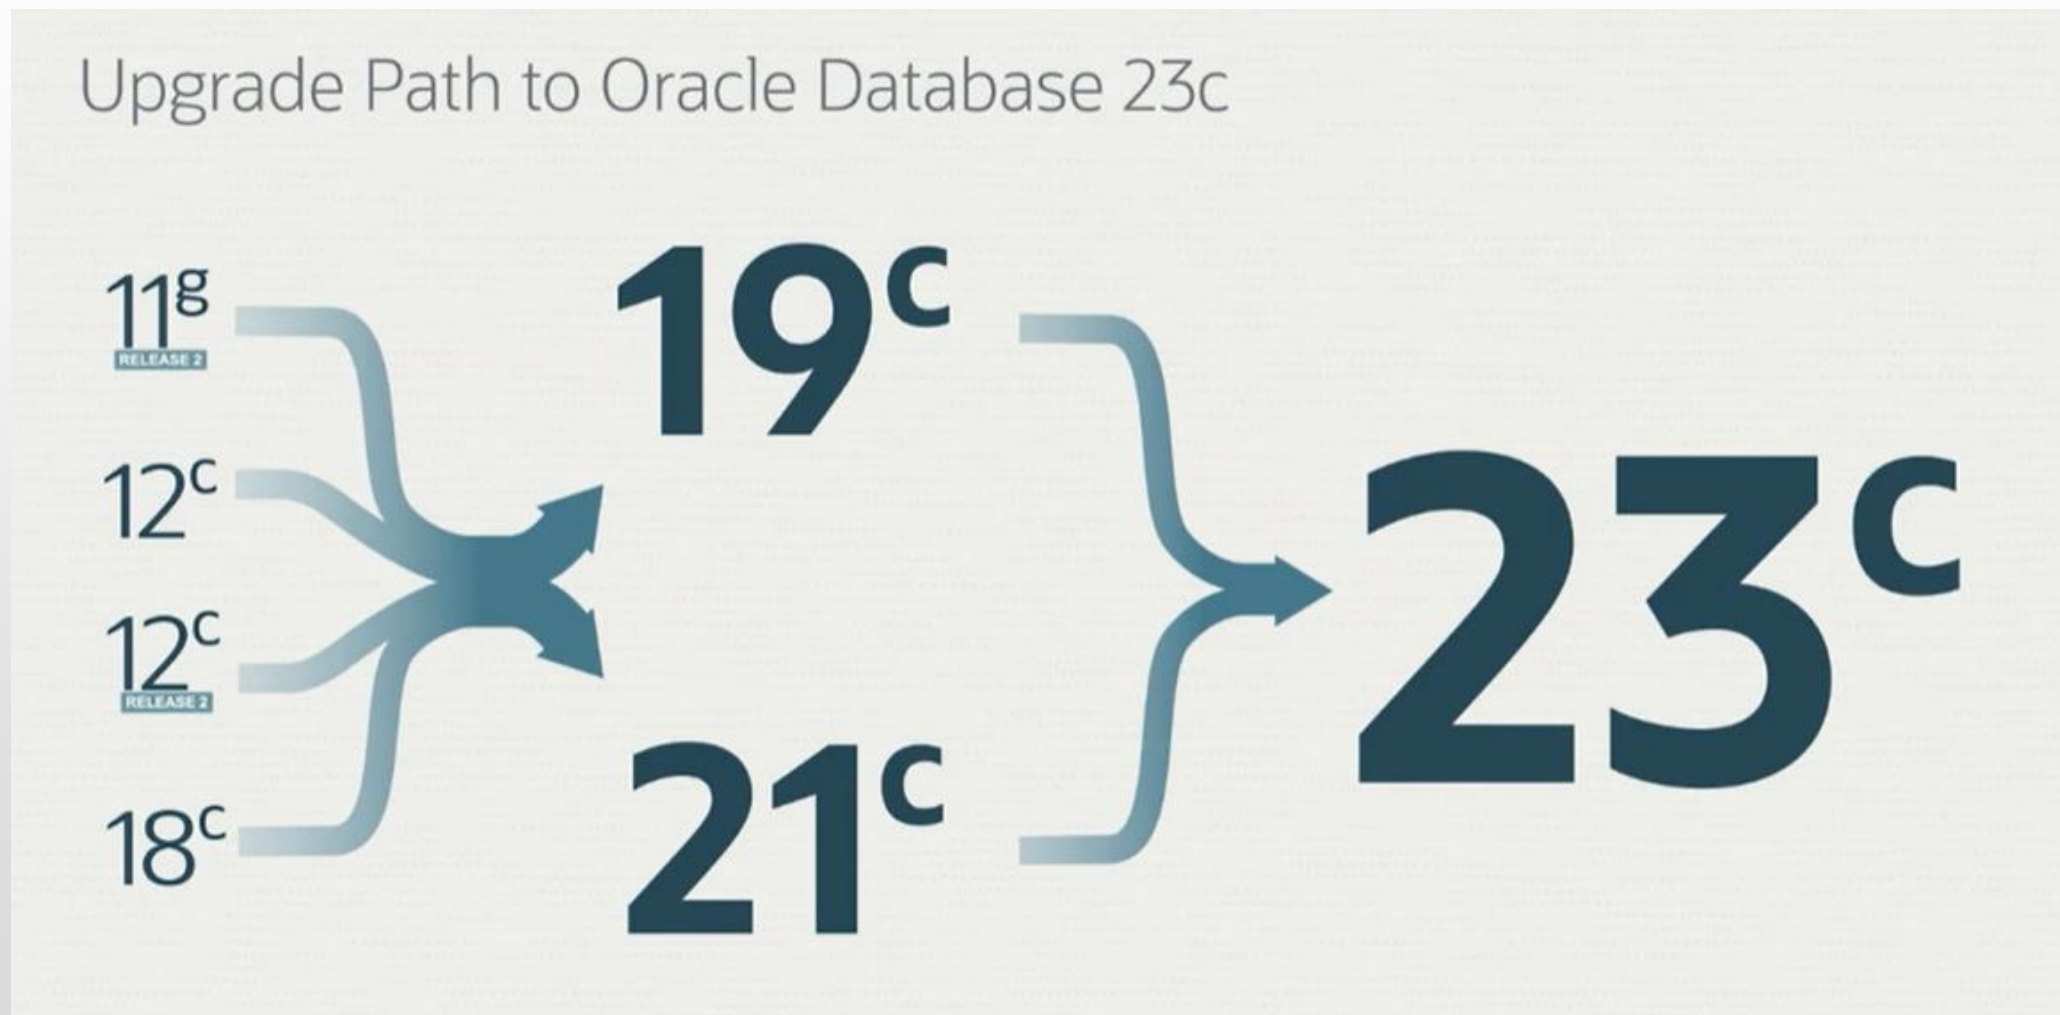 Upgrade Path to Oracle Database 23c
11g
RELEASE 2
12c
12c
RELEASE 2
18c
19c
21c
23c